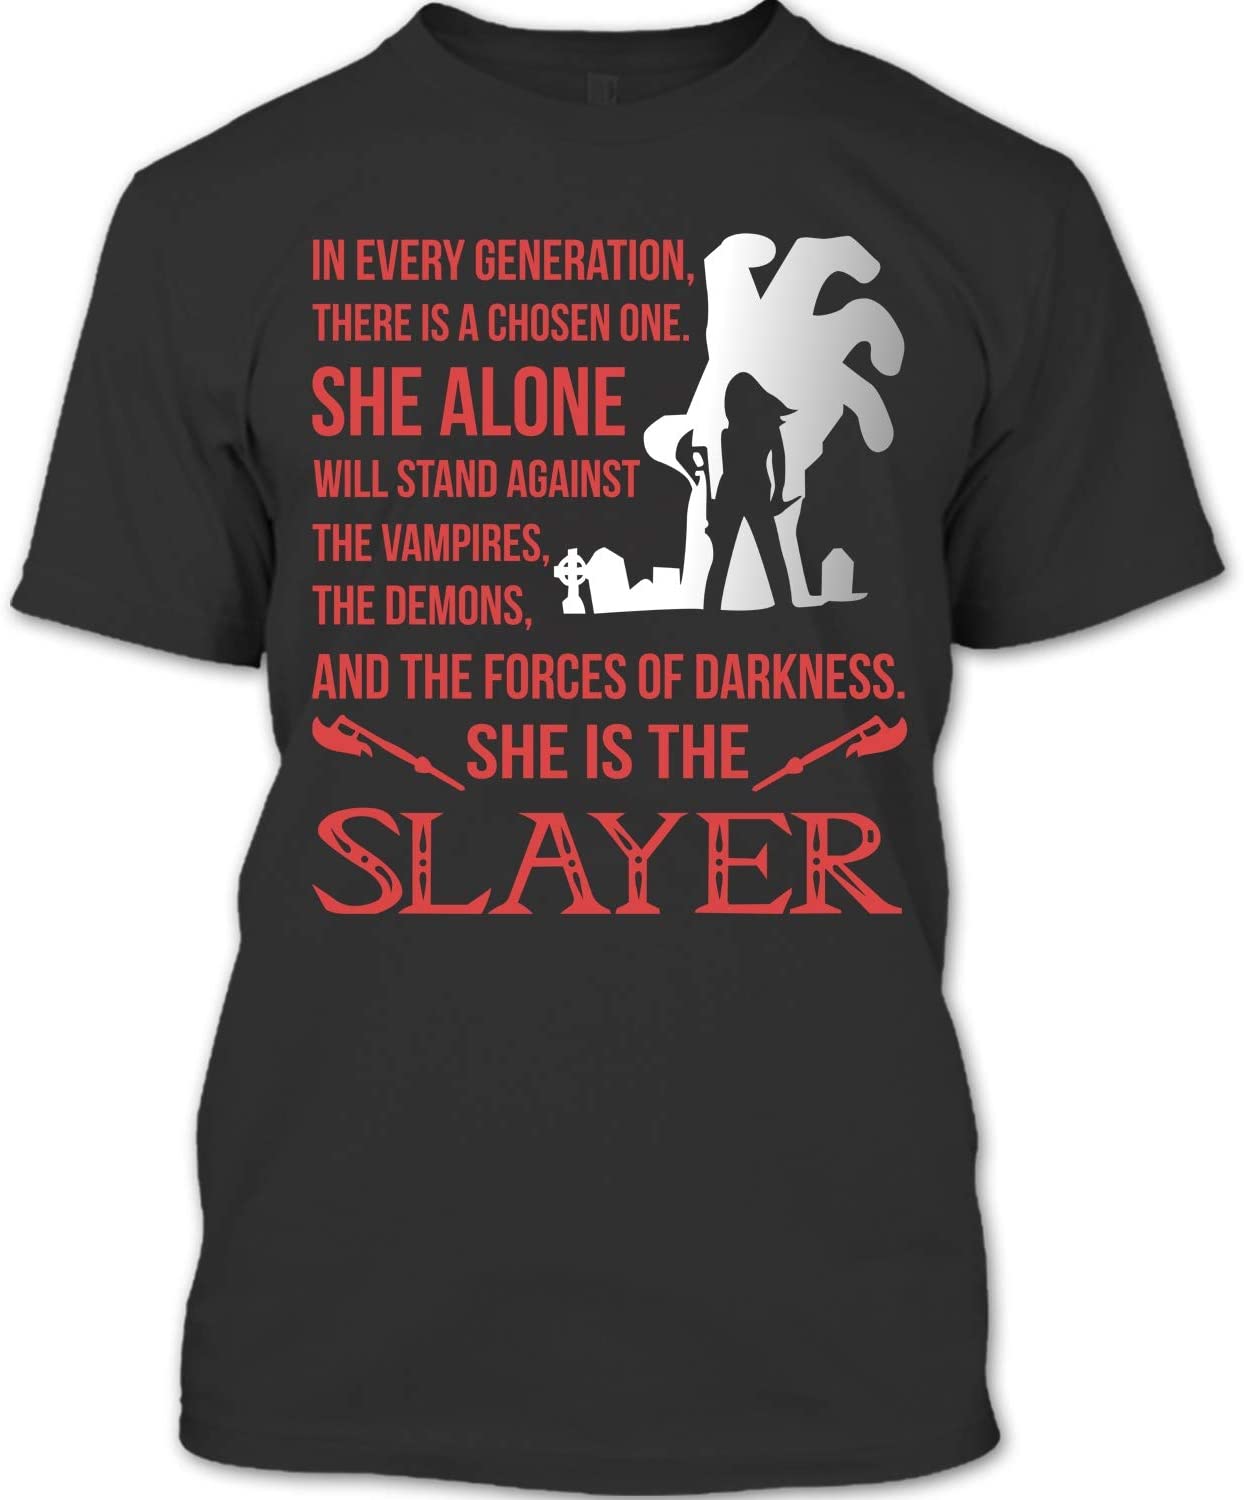 IN EVERY GENERATION,
THERE IS A CHOSEN ONE.
SHE ALONE
WILL STAND AGAINST
THE VAMPIRES,
THE DEMONS,
AND THE FORCES OF DARKNESS.
SHE IS THE
SLAYER